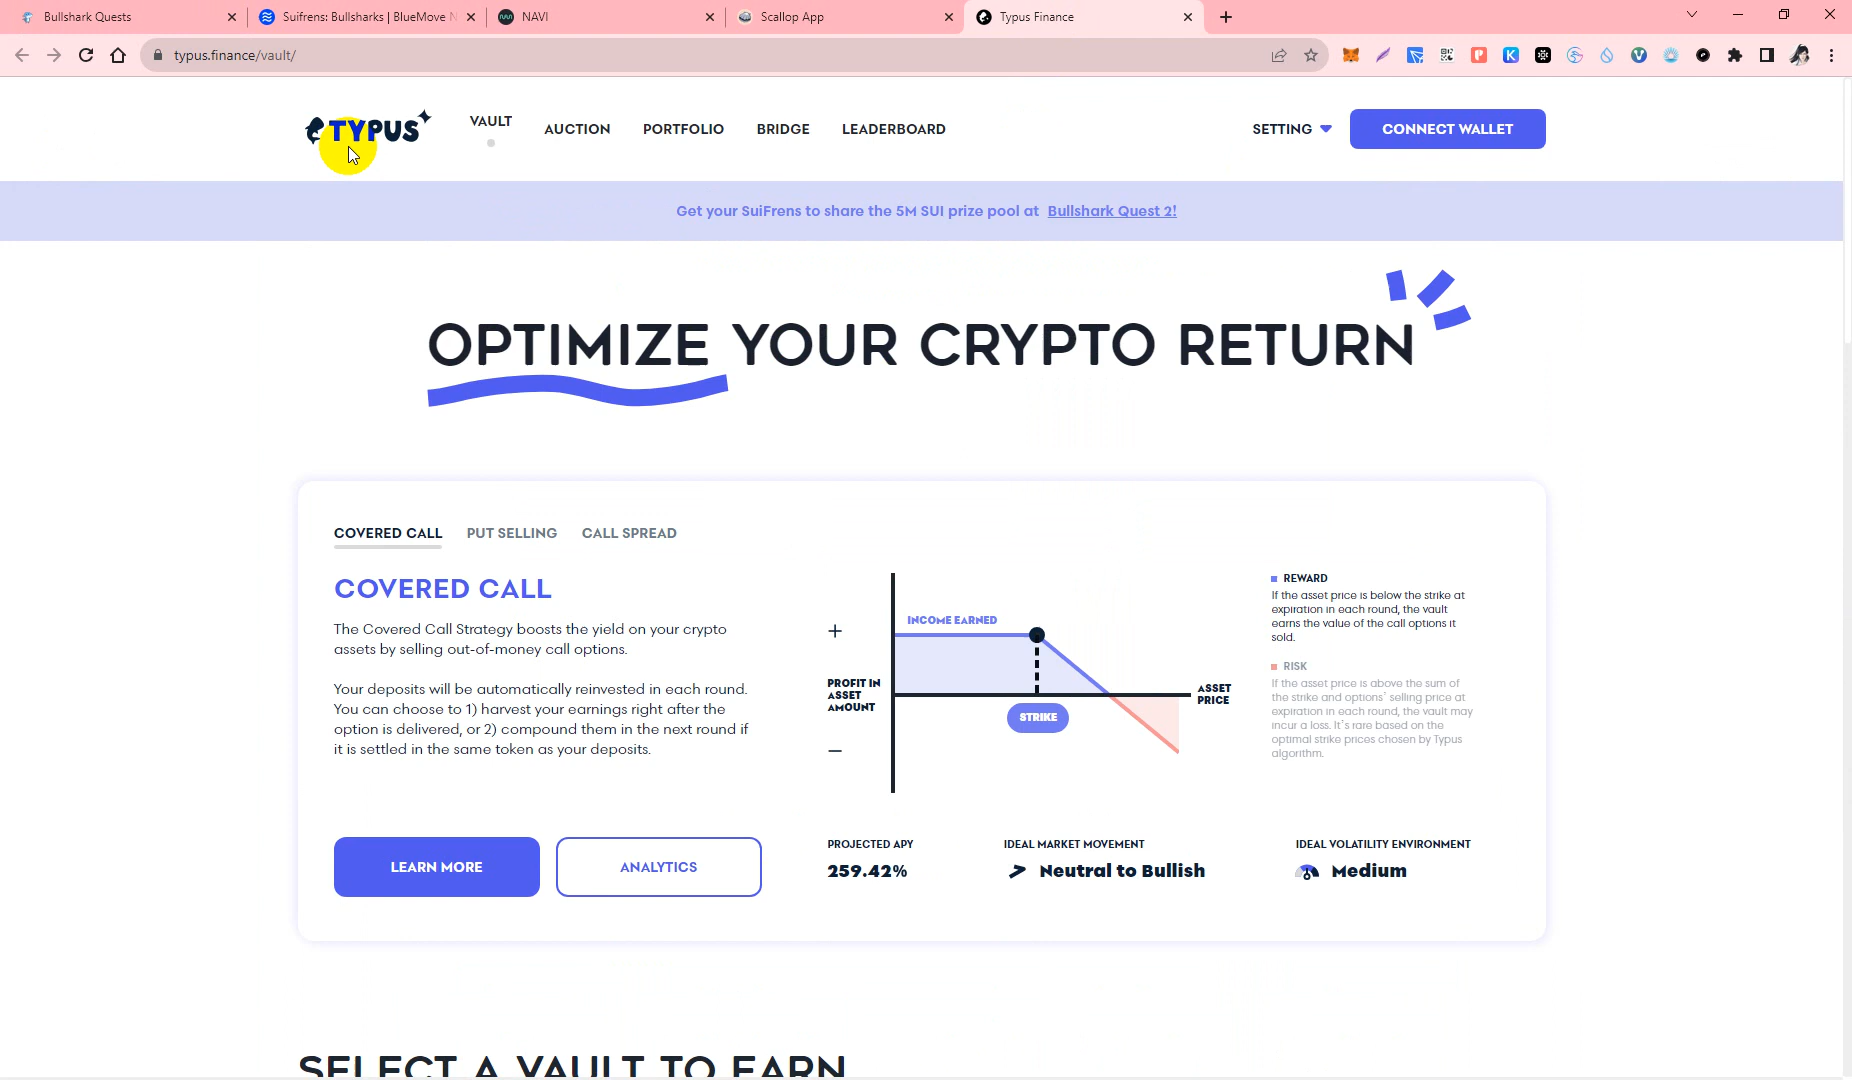 Bullshark Quests
Suifrens: Bullsharks | BlueMove N
NAVI
Scallop App
Typus Finance
typus.finance/vault/
TYPUS
VAULT
AUCTION
PORTFOLIO
BRIDGE
LEADERBOARD
SETTING
CONNECT WALLET
Get your SuiFrens to share the 5M SUI prize pool at Bullshark Quest 2!
OPTIMIZE YOUR CRYPTO RETURN
COVERED CALL
PUT SELLING
CALL SPREAD
COVERED CALL
The Covered Call Strategy boosts the yield on your crypto
assets by selling out-of-money call options.
Your deposits will be automatically reinvested in each round.
You can choose to 1) harvest your earnings right after the
option is delivered, or 2) compound them in the next round if
it is settled in the same token as your deposits.
LEARN MORE
ANALYTICS
+
INCOME EARNED
PROFIT IN
ASSET
AMOUNT
−
STRIKE
ASSET
PRICE
REWARD
If the asset price is below the strike at
expiration in each round, the vault
earns the value of the call options it
sold.
RISK
If the asset price is above the sum of
the strike and options' selling price at
expiration in each round, the vault may
incur a loss. It's rare based on the
optimal strike prices chosen by Typus
algorithm.
PROJECTED APY
259.42%
IDEAL MARKET MOVEMENT
Neutral to Bullish
IDEAL VOLATILITY ENVIRONMENT
Medium
SELECT A VAULT TO EARN